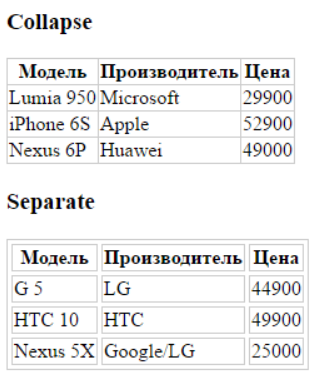 Collapse
Модель Производитель Цена
Lumia 950 Microsoft 29900
iPhone 6S Apple 52900
Nexus 6P Huawei 49000
Separate
Модель Производитель Цена
G 5 LG 44900
HTC 10 HTC 49900
Nexus 5X Google/LG 25000